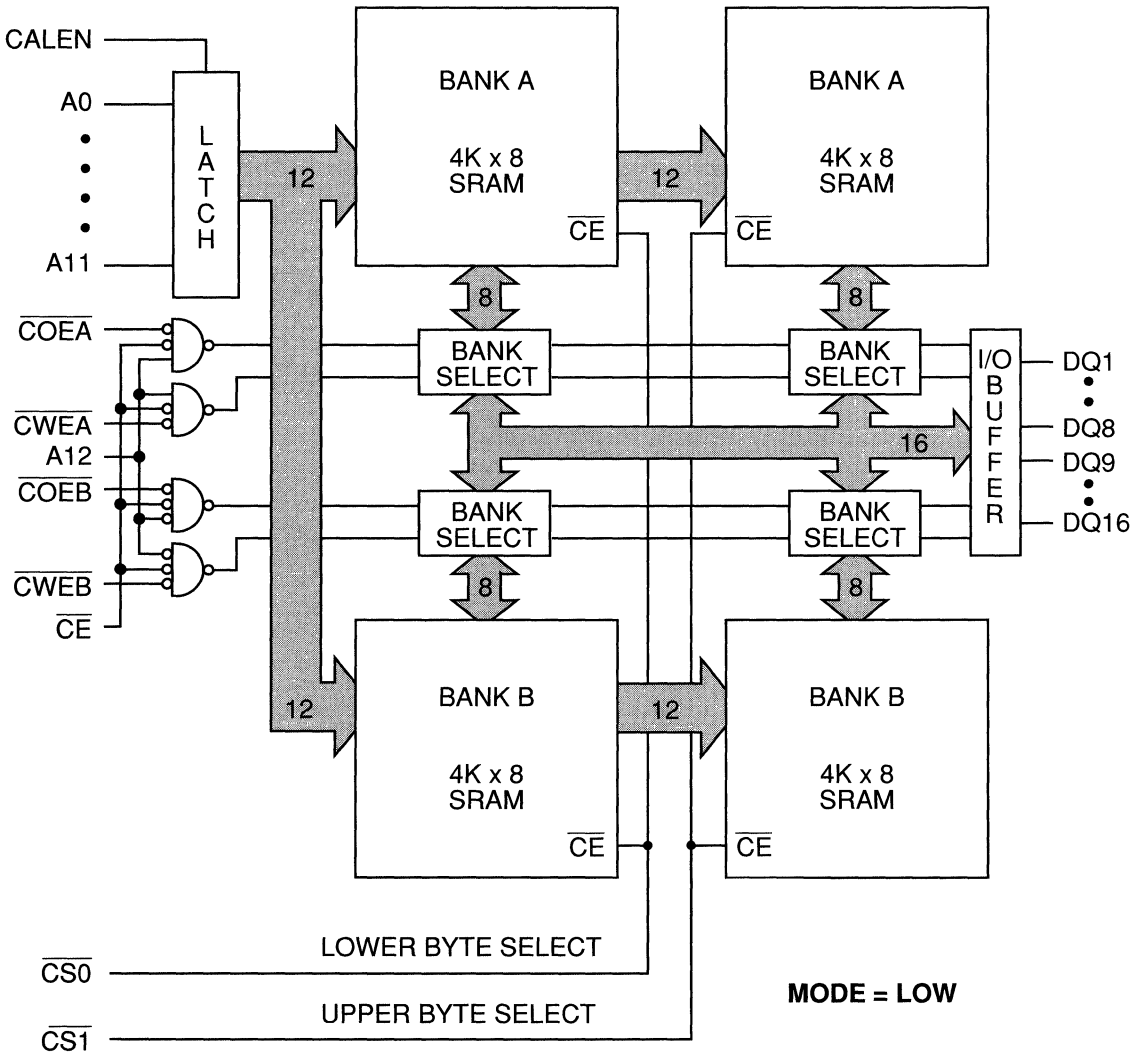 CALEN
A0
A11
LATCH
12
BANK A
4K x 8
SRAM
CE
12
BANK A
4K x 8
SRAM
CE
8
8
COEA
CWEA
A12
COEB
CWEB
CE
BANK
SELECT
BANK
SELECT
16
BANK
SELECT
BANK
SELECT
I/O
BUFFER
DQ1
DQ8
DQ9
DQ16
8
8
12
BANK B
4K x 8
SRAM
CE
12
BANK B
4K x 8
SRAM
CE
LOWER BYTE SELECT
CS0
UPPER BYTE SELECT
CS1
MODE = LOW